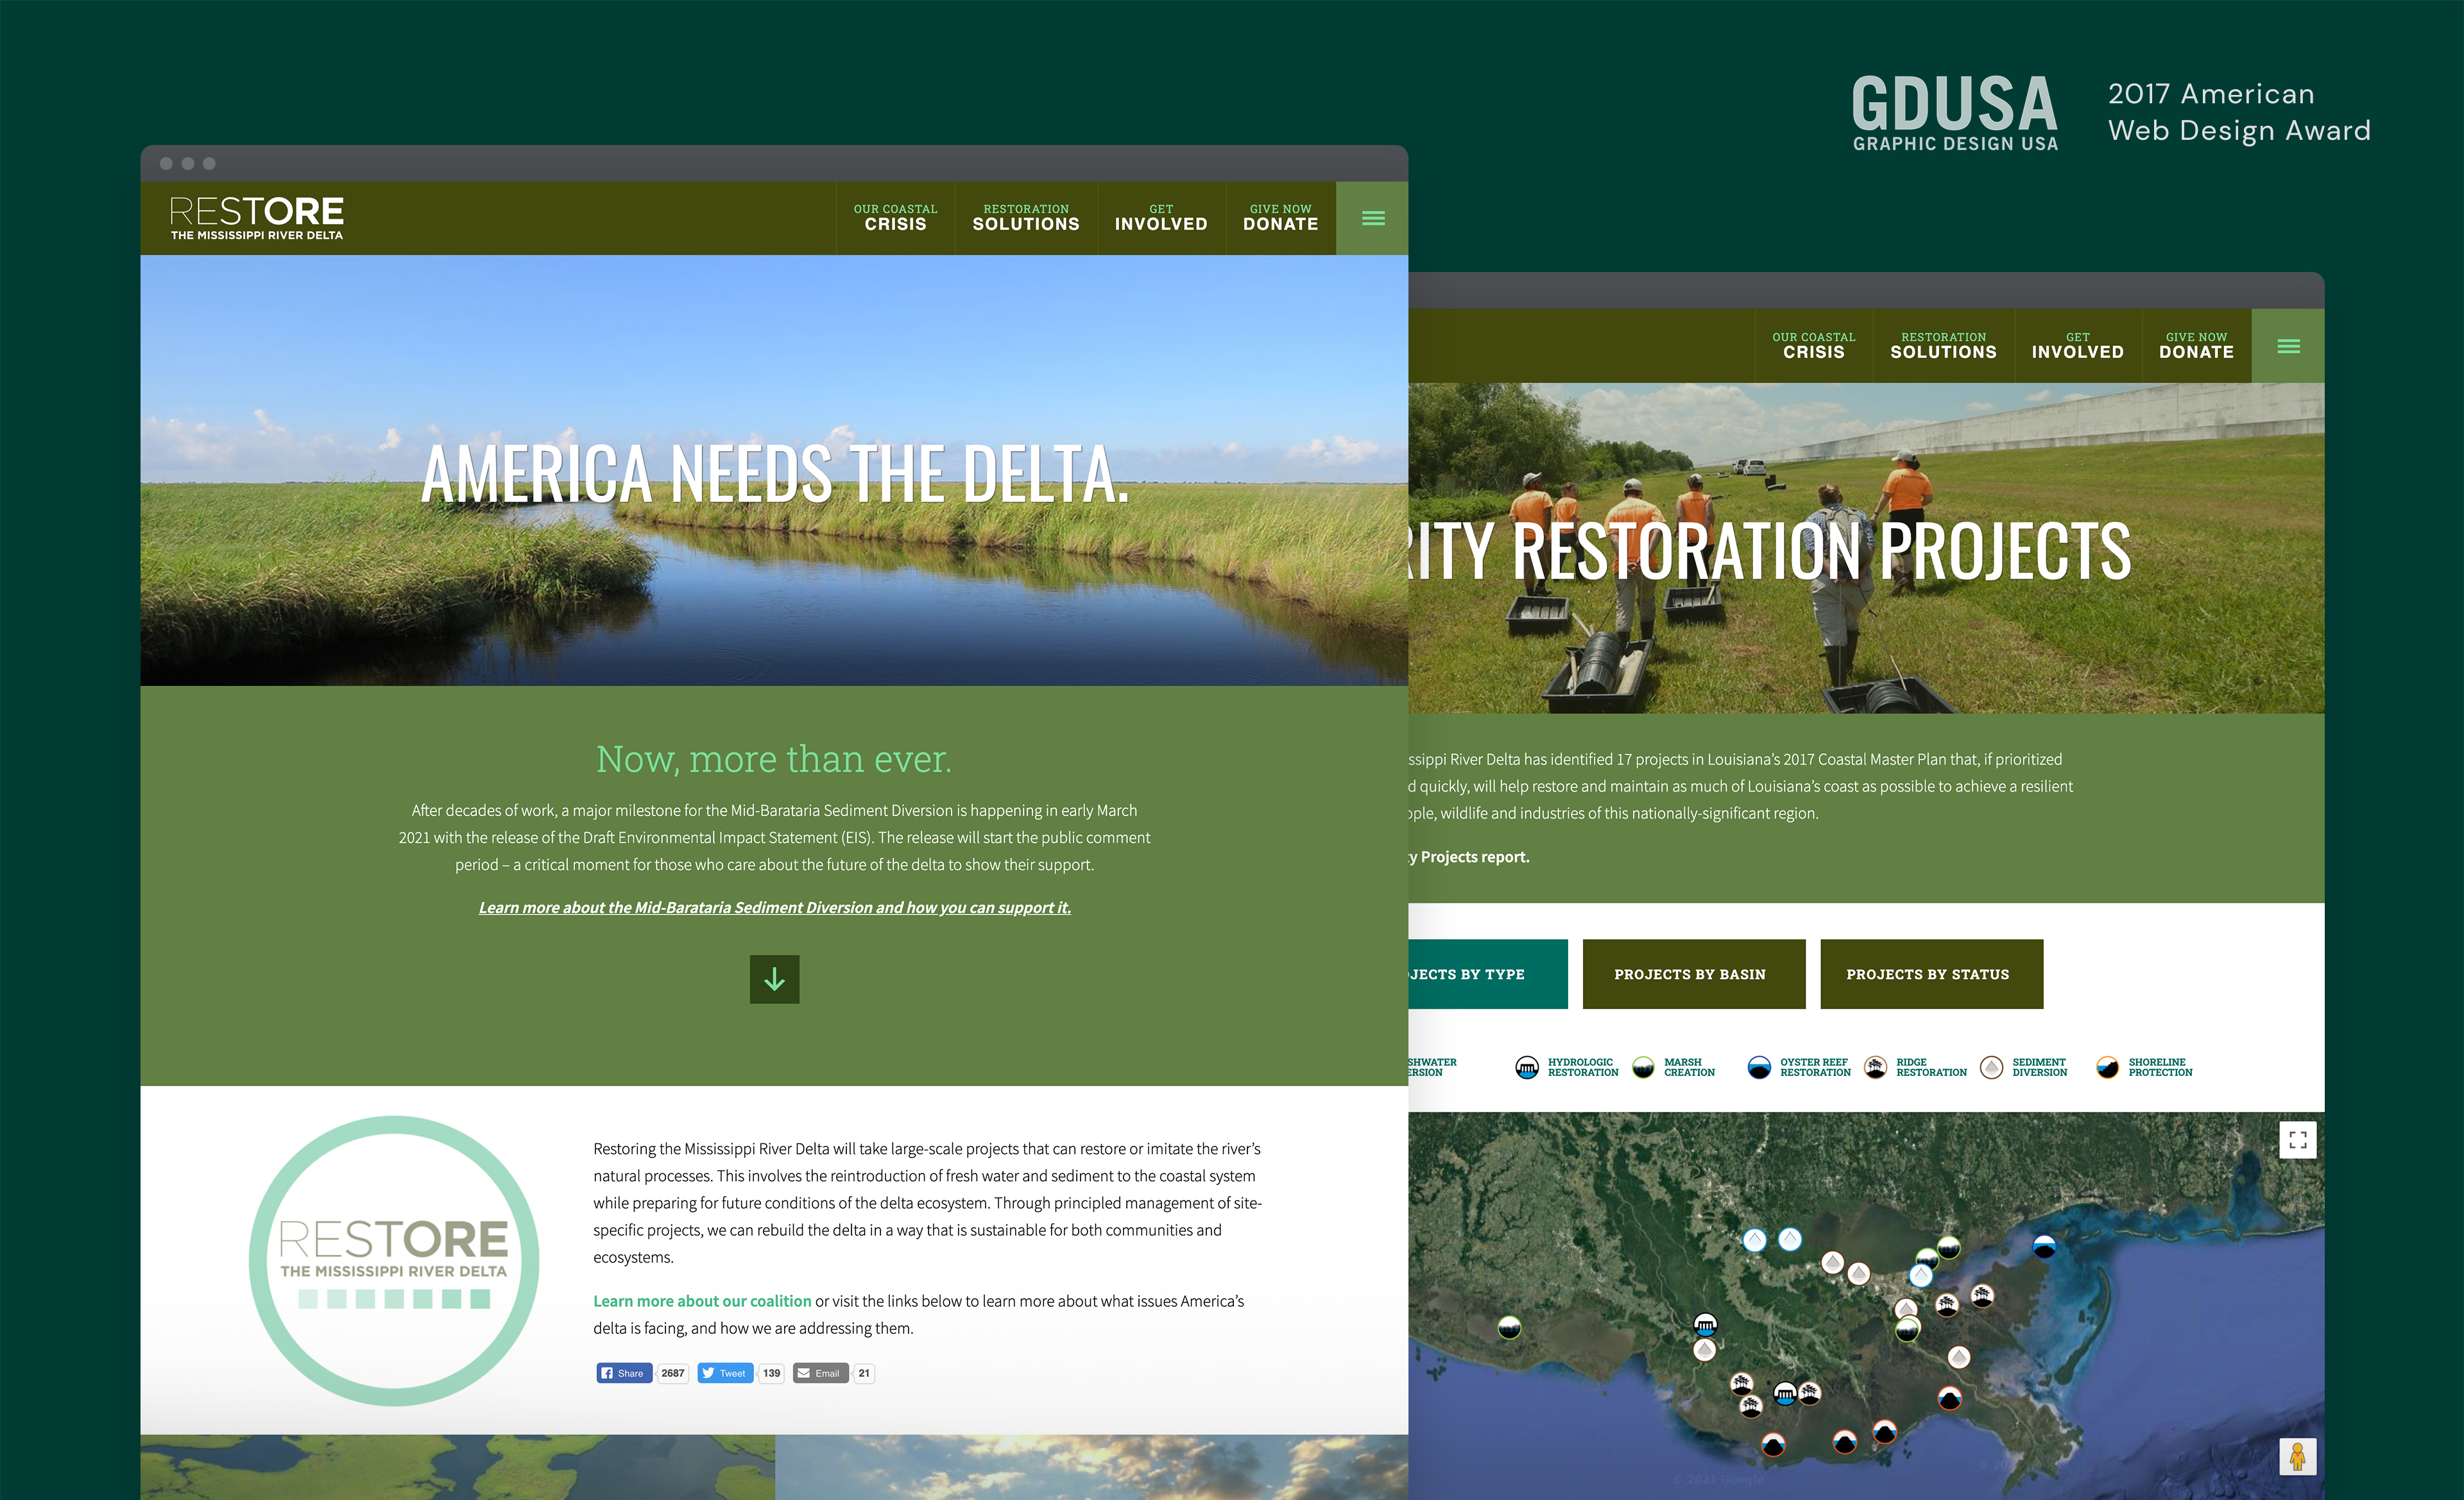 GDUSA
GRAPHIC DESIGN USA
2017 American
Web Design Award
RESTORE
THE MISSISSIPPI RIVER DELTA
OUR COASTAL
CRISIS
RESTORATION
SOLUTIONS
GET
INVOLVED
GIVE NOW
DONATE
AMERICA NEEDS THE DELTA.
Now, more than ever.
After decades of work, a major milestone for the Mid-Barataria Sediment Diversion is happening in early March
2021 with the release of the Draft Environmental Impact Statement (EIS). The release will start the public comment
period – a critical moment for those who care about the future of the delta to show their support.
Learn more about the Mid-Barataria Sediment Diversion and how you can support it.
RESTORE
THE MISSISSIPPI RIVER DELTA
Restoring the Mississippi River Delta will take large-scale projects that can restore or imitate the river's
natural processes. This involves the reintroduction of fresh water and sediment to the coastal system
while preparing for future conditions of the delta ecosystem. Through principled management of site-
specific projects, we can rebuild the delta in a way that is sustainable for both communities and
ecosystems.
Learn more about our coalition or visit the links below to learn more about what issues America's
delta is facing, and how we are addressing them.
Share 2687 Tweet 139 Email 21
OUR COASTAL
CRISIS
RESTORATION
SOLUTIONS
GET
INVOLVED
GIVE NOW
DONATE
RITY RESTORATION PROJECTS
ssippi River Delta has identified 17 projects in Louisiana's 2017 Coastal Master Plan that, if prioritized
d quickly, will help restore and maintain as much of Louisiana's coast as possible to achieve a resilient
ople, wildlife and industries of this nationally-significant region.
ty Projects report.
OJECTS BY TYPE
PROJECTS BY BASIN
PROJECTS BY STATUS
SHWATER
ERSION
HYDROLOGIC
RESTORATION
MARSH
CREATION
OYSTER REEF
RESTORATION
RIDGE
RESTORATION
SEDIMENT
DIVERSION
SHORELINE
PROTECTION
© 2021 Google